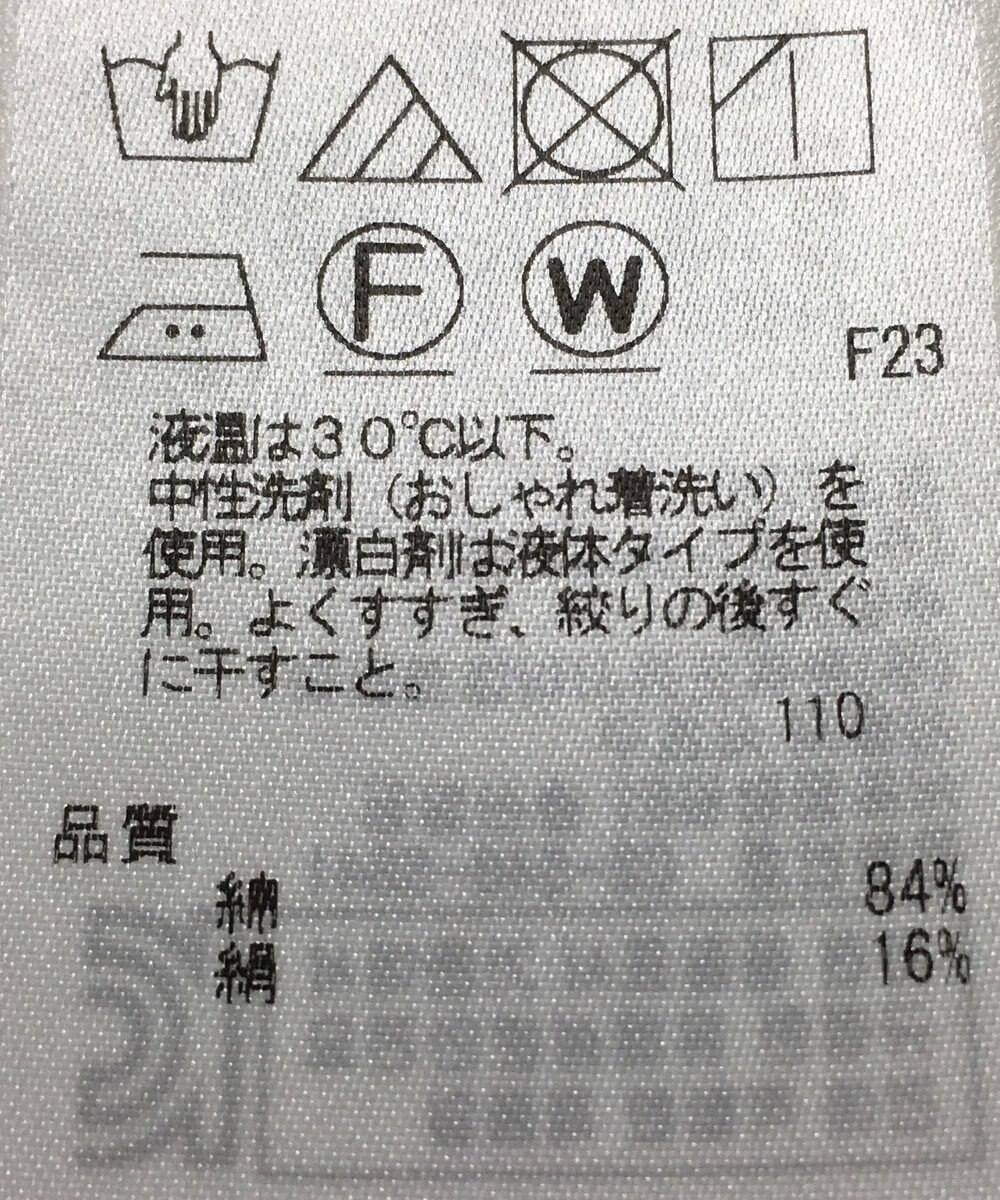 F
W
F23
液温は30℃以下。
中性洗剤（おしゃれ着洗い）を
使用。漂白剤は液体タイプを使
用。よくすすぎ、絞りの後すぐ
に干すこと。
110
品質
綿 84%
絹 16%